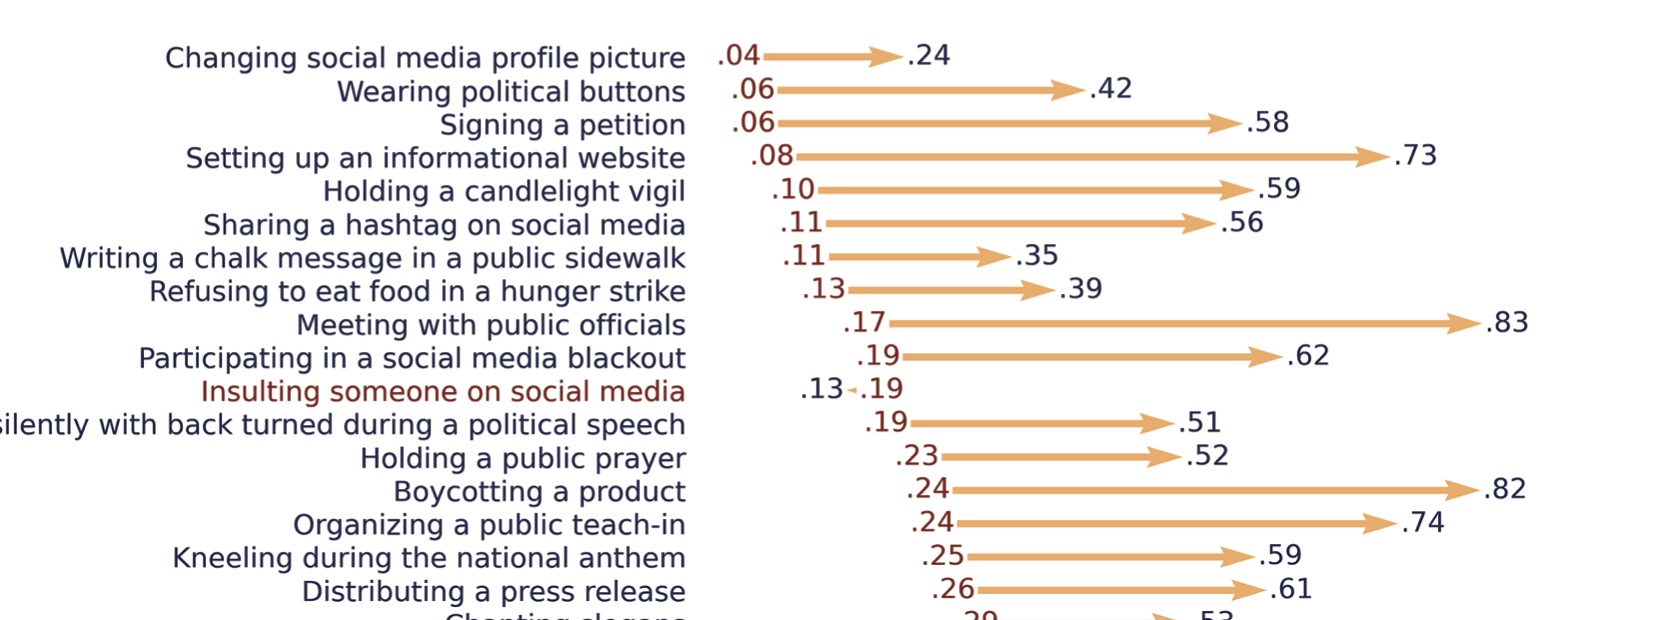 Changing social media profile picture .04 .24
Wearing political buttons .06 .42
Signing a petition .06 .58
Setting up an informational website .08 .73
Holding a candlelight vigil .10 .59
Sharing a hashtag on social media .11 .56
Writing a chalk message in a public sidewalk .11 .35
Refusing to eat food in a hunger strike .13 .39
Meeting with public officials .17 .83
Participating in a social media blackout .19 .62
Insulting someone on social media .13 .19
silently with back turned during a political speech .19 .51
Holding a public prayer .23 .52
Boycotting a product .24 .82
Organizing a public teach-in .24 .74
Kneeling during the national anthem .25 .59
Distributing a press release .26 .61